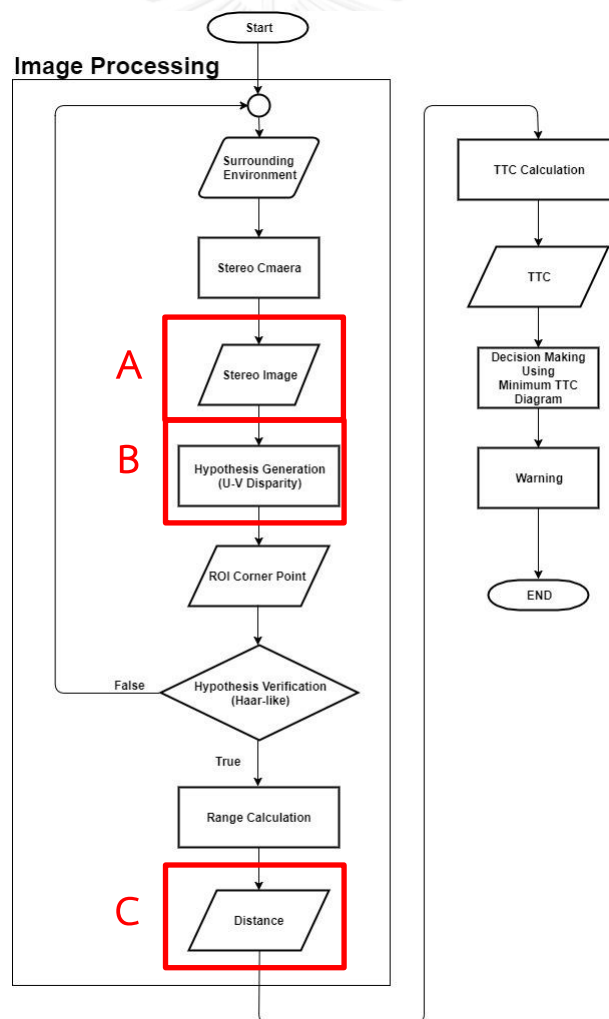 Start
Image Processing
Surrounding
Environment
Stereo Cmaera
A
Stereo Image
B
Hypothesis Generation
(U-V Disparity)
ROI Corner Point
False
Hypothesis Verification
(Haar-like)
True
Range Calculation
C
Distance
TTC Calculation
TTC
Decision Making
Using
Minimum TTC
Diagram
Warning
END